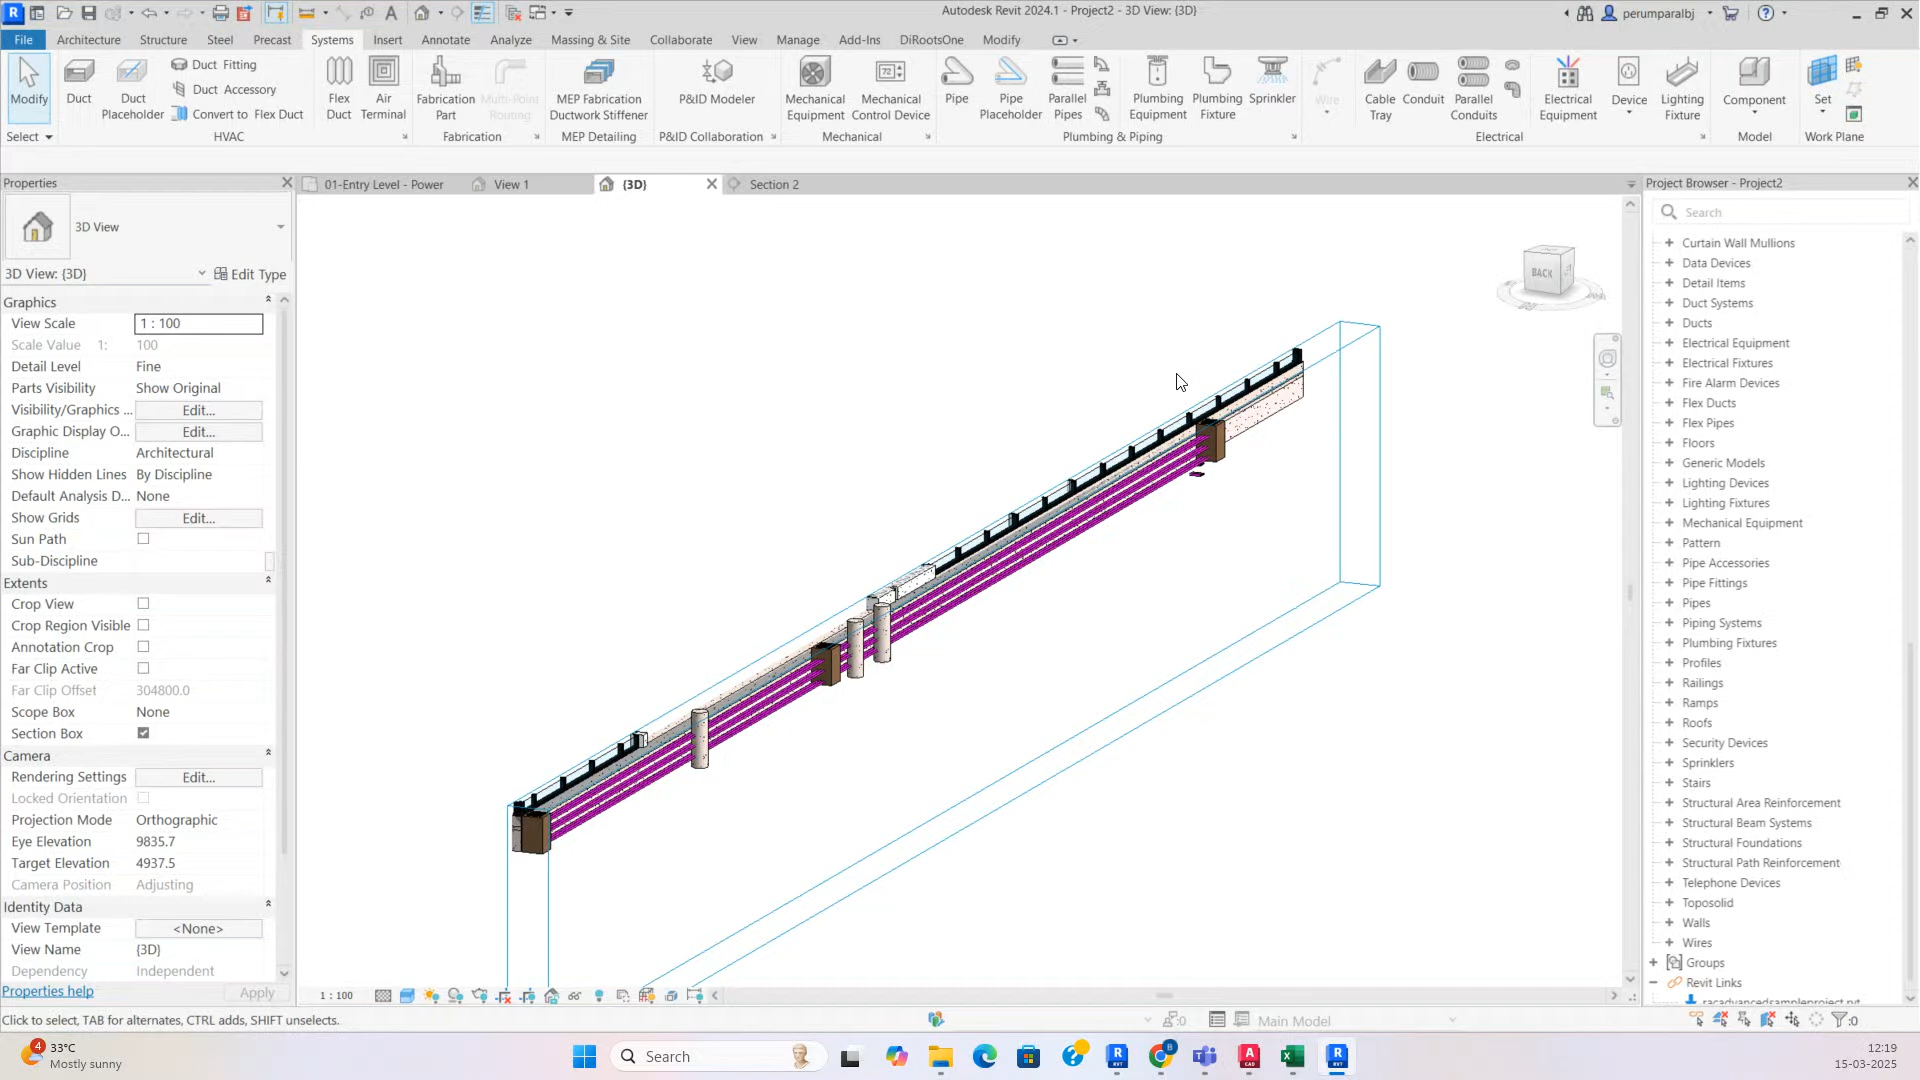 Autodesk Revit 2024.1 - Project2 - 3D View: {3D}
perumparalbj
File
Architecture
Structure
Steel
Precast
Systems
Insert
Annotate
Analyze
Massing & Site
Collaborate
View
Manage
Add-Ins
DiRootsOne
Modify
Modify
Duct
Duct Placeholder
Duct Fitting
Duct Accessory
Convert to Flex Duct
Flex Duct
Air Terminal
Fabrication Part
Multi-Point Routing
MEP Fabrication Ductwork Stiffener
P&ID Modeler
Mechanical Equipment
Mechanical Control Device
Pipe
Pipe Placeholder
Parallel Pipes
Plumbing Equipment
Plumbing Fixture
Sprinkler
Wire
Cable Tray
Conduit
Parallel Conduits
Electrical Equipment
Device
Lighting Fixture
Component
Set
Select
HVAC
Fabrication
MEP Detailing
P&ID Collaboration
Mechanical
Plumbing & Piping
Electrical
Model
Work Plane
Properties
01-Entry Level - Power
View 1
{3D}
Section 2
Project Browser - Project2
3D View
3D View: {3D}
Edit Type
Graphics
View Scale 1 : 100
Scale Value 1: 100
Detail Level Fine
Parts Visibility Show Original
Visibility/Graphics ... Edit...
Graphic Display O... Edit...
Discipline Architectural
Show Hidden Lines By Discipline
Default Analysis D... None
Show Grids Edit...
Sun Path
Sub-Discipline
Extents
Crop View
Crop Region Visible
Annotation Crop
Far Clip Active
Far Clip Offset 304800.0
Scope Box None
Section Box
Camera
Rendering Settings Edit...
Locked Orientation
Projection Mode Orthographic
Eye Elevation 9835.7
Target Elevation 4937.5
Camera Position Adjusting
Identity Data
View Template <None>
View Name {3D}
Dependency Independent
Properties help
Apply
BACK
Search
Curtain Wall Mullions
Data Devices
Detail Items
Duct Systems
Ducts
Electrical Equipment
Electrical Fixtures
Fire Alarm Devices
Flex Ducts
Flex Pipes
Floors
Generic Models
Lighting Devices
Lighting Fixtures
Mechanical Equipment
Pattern
Pipe Accessories
Pipe Fittings
Pipes
Piping Systems
Plumbing Fixtures
Profiles
Railings
Ramps
Roofs
Security Devices
Sprinklers
Stairs
Structural Area Reinforcement
Structural Beam Systems
Structural Foundations
Structural Path Reinforcement
Telephone Devices
Toposolid
Walls
Wires
Groups
Revit Links
racadvancedsampleproject.rvt
1 : 100
Click to select, TAB for alternates, CTRL adds, SHIFT unselects.
:0
Main Model
:0
4
33°C
Mostly sunny
Search
12:19
15-03-2025